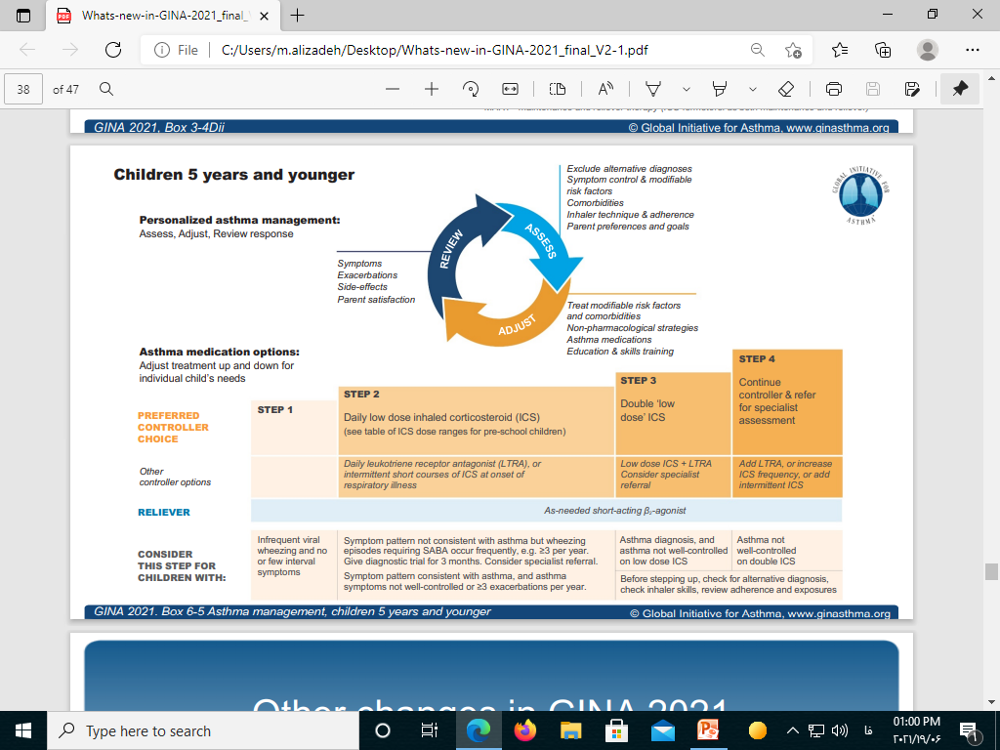 Whats-new-in-GINA-2021_final_
File
C:/Users/m.alizadeh/Desktop/Whats-new-in-GINA-2021_final_V2-1.pdf
38
of 47
GINA 2021, Box 3-4Dii
© Global Initiative for Asthma, www.ginasthma.org
Children 5 years and younger
Personalized asthma management:
Assess, Adjust, Review response
Exclude alternative diagnoses
Symptom control & modifiable
risk factors
Comorbidities
Inhaler technique & adherence
Parent preferences and goals
GLOBAL INITIATIVE FOR
ASTHMA
REVIEW
ASSESS
ADJUST
Symptoms
Exacerbations
Side-effects
Parent satisfaction
Treat modifiable risk factors
and comorbidities
Non-pharmacological strategies
Asthma medications
Education & skills training
Asthma medication options:
Adjust treatment up and down for
individual child's needs
PREFERRED
CONTROLLER
CHOICE
STEP 1
STEP 2
Daily low dose inhaled corticosteroid (ICS)
(see table of ICS dose ranges for pre-school children)
STEP 3
Double 'low
dose' ICS
STEP 4
Continue
controller & refer
for specialist
assessment
Other
controller options
Daily leukotriene receptor antagonist (LTRA), or
intermittent short courses of ICS at onset of
respiratory illness
Low dose ICS + LTRA
Consider specialist
referral
Add LTRA, or increase
ICS frequency, or add
intermittent ICS
RELIEVER
As-needed short-acting β₂-agonist
CONSIDER
THIS STEP FOR
CHILDREN WITH:
Infrequent viral
wheezing and no
or few interval
symptoms
Symptom pattern not consistent with asthma but wheezing
episodes requiring SABA occur frequently, e.g. ≥3 per year.
Give diagnostic trial for 3 months. Consider specialist referral.
Symptom pattern consistent with asthma, and asthma
symptoms not well-controlled or ≥3 exacerbations per year.
Asthma diagnosis, and
asthma not well-controlled
on low dose ICS
Asthma not
well-controlled
on double ICS
Before stepping up, check for alternative diagnosis,
check inhaler skills, review adherence and exposures
GINA 2021. Box 6-5 Asthma management, children 5 years and younger
© Global Initiative for Asthma, www.ginasthma.org
Other changes in GINA 2021
Type here to search
فا
01:00 PM
۲۰۲۱/۱۹/۰۶
1